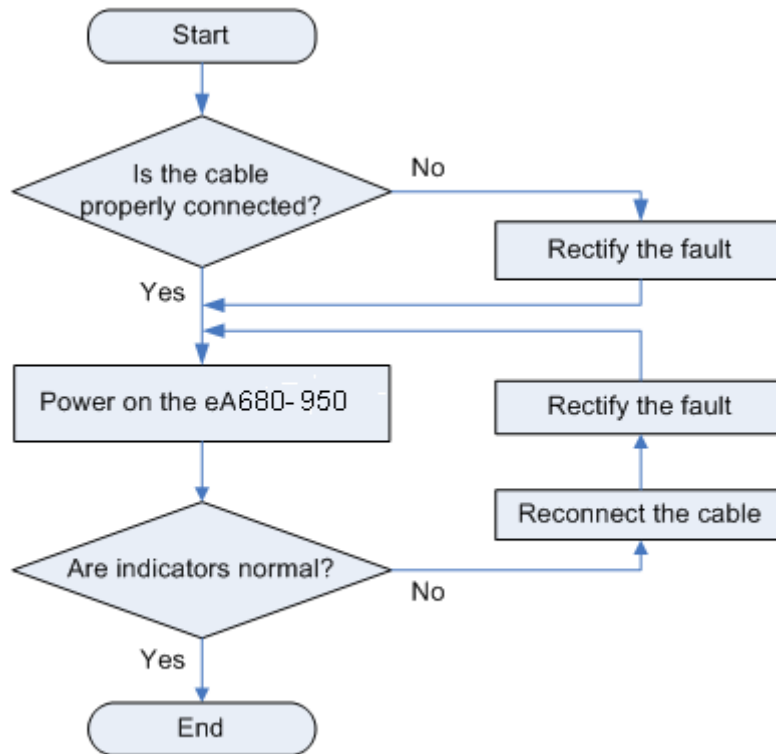 Start
Is the cable
properly connected?
No
Rectify the fault
Yes
Power on the eA680-950
Rectify the fault
Reconnect the cable
Are indicators normal?
No
Yes
End